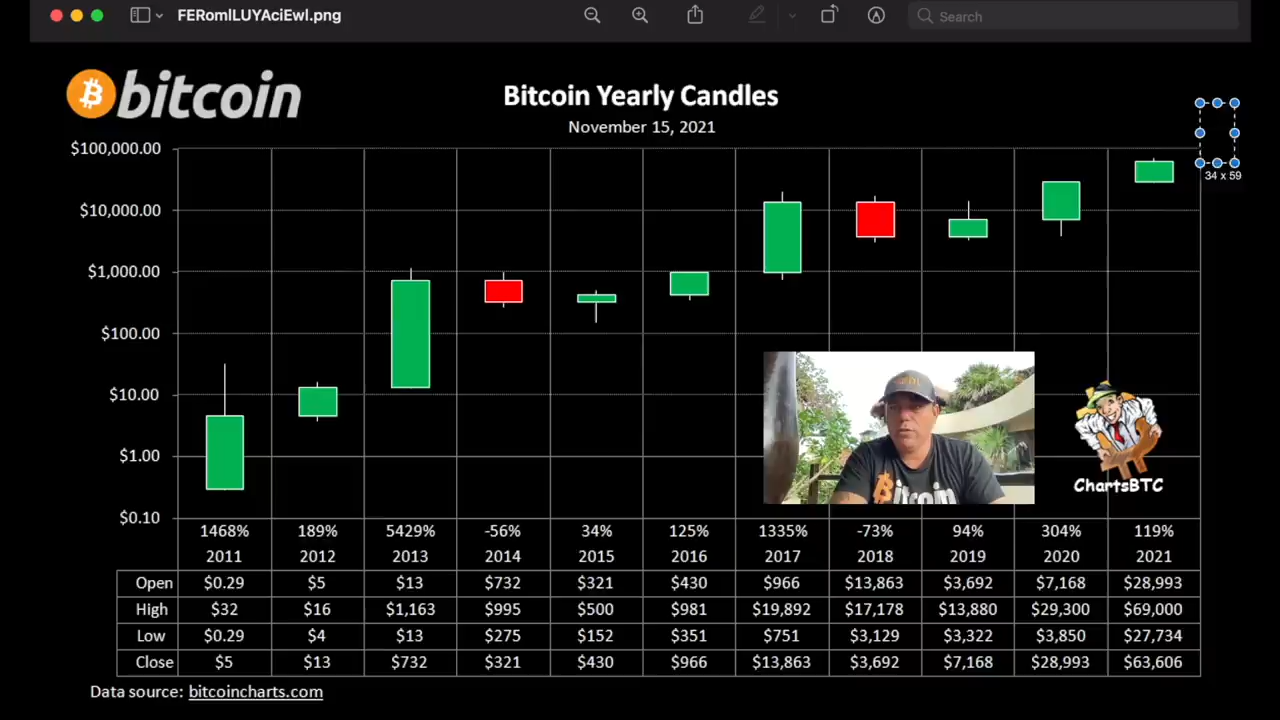 FERomlLUYAciEwl.png
Search
bitcoin
Bitcoin Yearly Candles
November 15, 2021
34 x 59
$100,000.00
$10,000.00
$1,000.00
$100.00
$10.00
$1.00
$0.10
Bitcoin
ChartsBTC
1468% 189% 5429% -56% 34% 125% 1335% -73% 94% 304% 119%
2011 2012 2013 2014 2015 2016 2017 2018 2019 2020 2021
Open $0.29 $5 $13 $732 $321 $430 $966 $13,863 $3,692 $7,168 $28,993
High $32 $16 $1,163 $995 $500 $981 $19,892 $17,178 $13,880 $29,300 $69,000
Low $0.29 $4 $13 $275 $152 $351 $751 $3,129 $3,322 $3,850 $27,734
Close $5 $13 $732 $321 $430 $966 $13,863 $3,692 $7,168 $28,993 $63,606
Data source: bitcoincharts.com